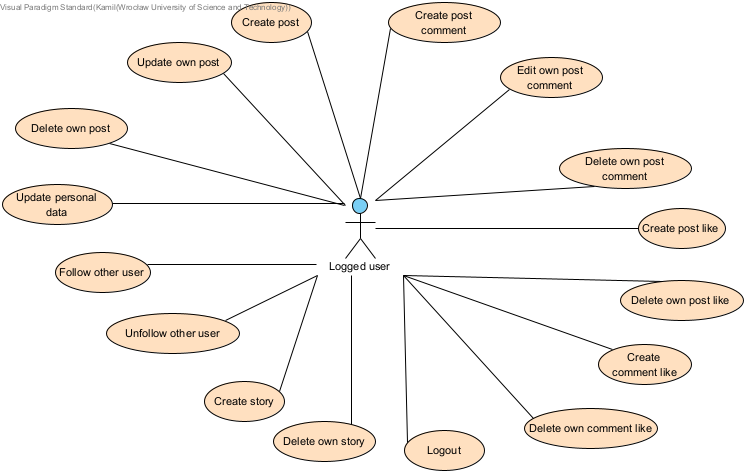 Visual Paradigm Standard(Kamil(Wrocław University of Science and Technology))
Create post
Create post
comment
Update own post
Edit own post
comment
Delete own post
Delete own post
comment
Update personal
data
Create post like
Logged user
Follow other user
Delete own post like
Unfollow other user
Create
comment like
Create story
Delete own comment like
Delete own story
Logout